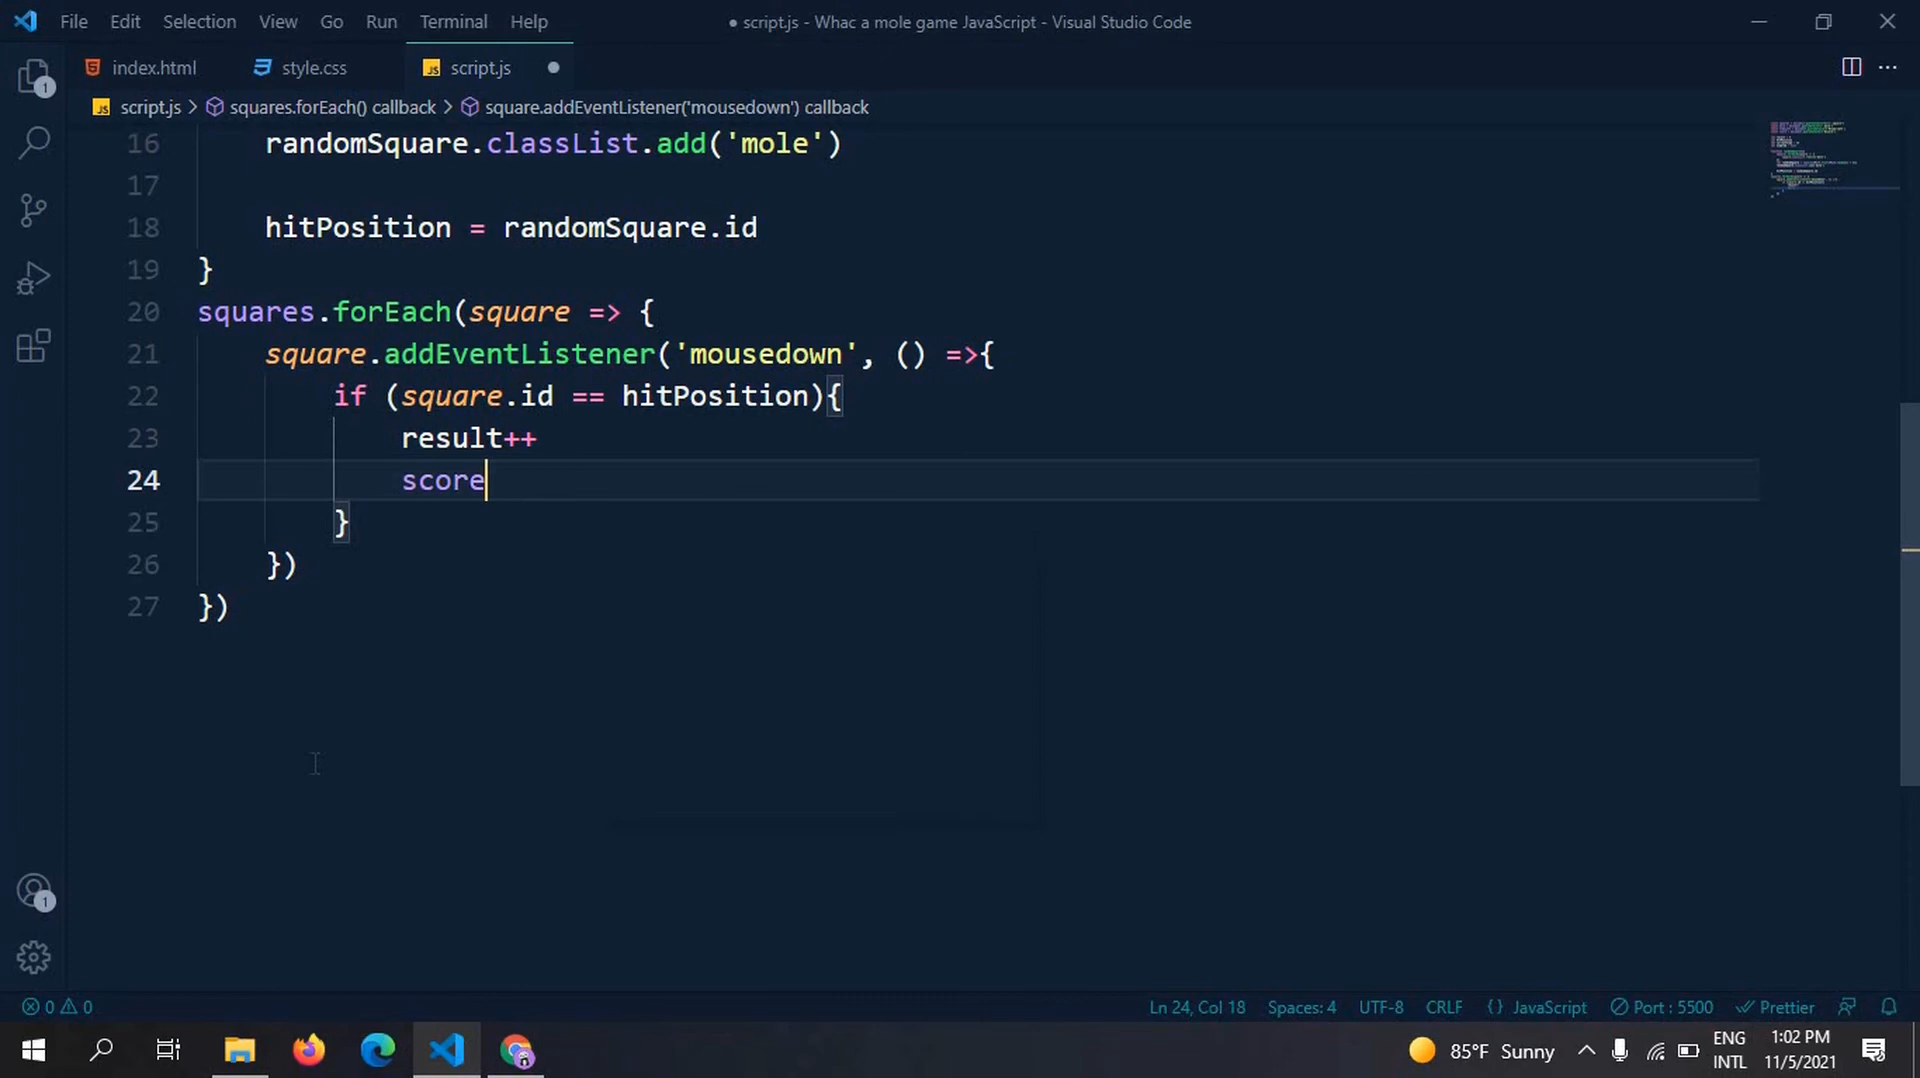 File Edit Selection View Go Run Terminal Help
● script.js - Whac a mole game JavaScript - Visual Studio Code
index.html style.css JS script.js
JS script.js > squares.forEach() callback > square.addEventListener('mousedown') callback
16 randomSquare.classList.add('mole')
17
18 hitPosition = randomSquare.id
19 }
20 squares.forEach(square => {
21 square.addEventListener('mousedown', () =>{
22 if (square.id == hitPosition){
23 result++
24 score
25 }
26 })
27 })
1
1
0 0
Ln 24, Col 18 Spaces: 4 UTF-8 CRLF {} JavaScript Port : 5500 Prettier
85°F Sunny
ENG
INTL
1:02 PM
11/5/2021